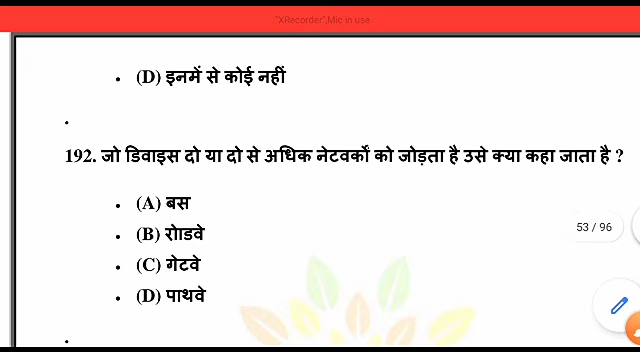 "XRecorder",Mic in use
• (D) इनमें से कोई नहीं
•
192. जो डिवाइस दो या दो से अधिक नेटवर्कों को जोड़ता है उसे क्या कहा जाता है ?
• (A) बस
• (B) रोाडवे
53 / 96
• (C) गेटवे
• (D) पाथवे
•